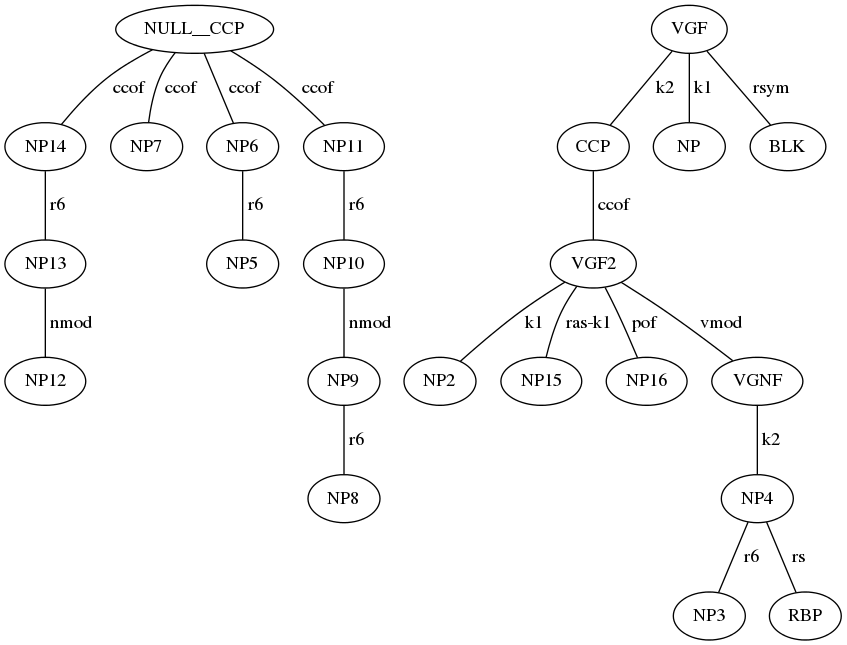 NULL__CCP VGF
ccof ccof ccof ccof k2 k1 rsym
NP14 NP7 NP6 NP11 CCP NP BLK
r6 r6 r6 ccof
NP13 NP5 NP10 VGF2
nmod nmod k1 ras-k1 pof vmod
NP12 NP9 NP2 NP15 NP16 VGNF
r6 k2
NP8 NP4
r6 rs
NP3 RBP